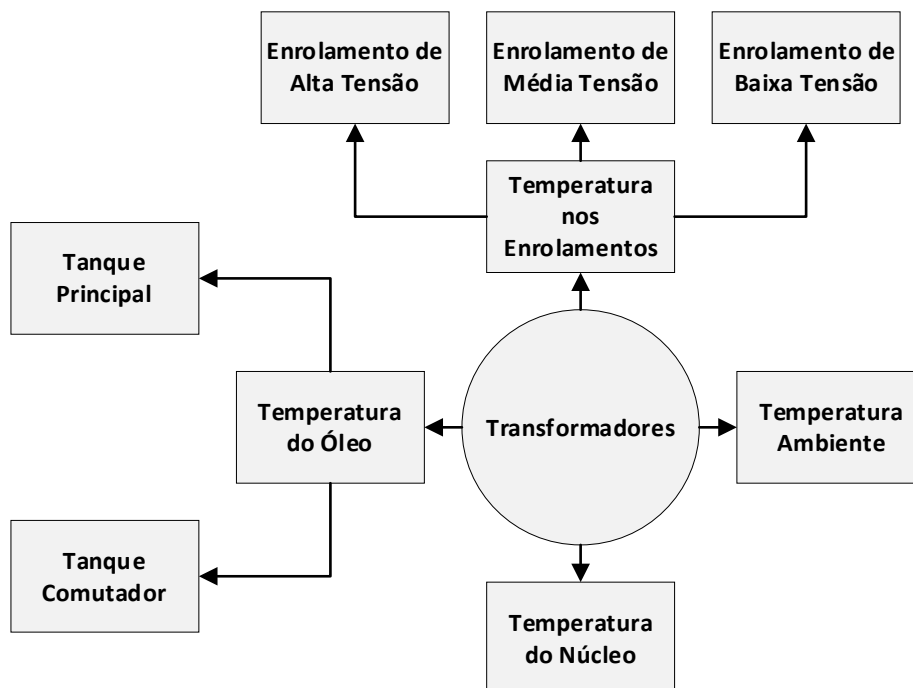 Enrolamento de
Alta Tensão
Enrolamento de
Média Tensão
Enrolamento de
Baixa Tensão
Temperatura
nos
Enrolamentos
Tanque
Principal
Temperatura
do Óleo
Transformadores
Temperatura
Ambiente
Tanque
Comutador
Temperatura
do Núcleo